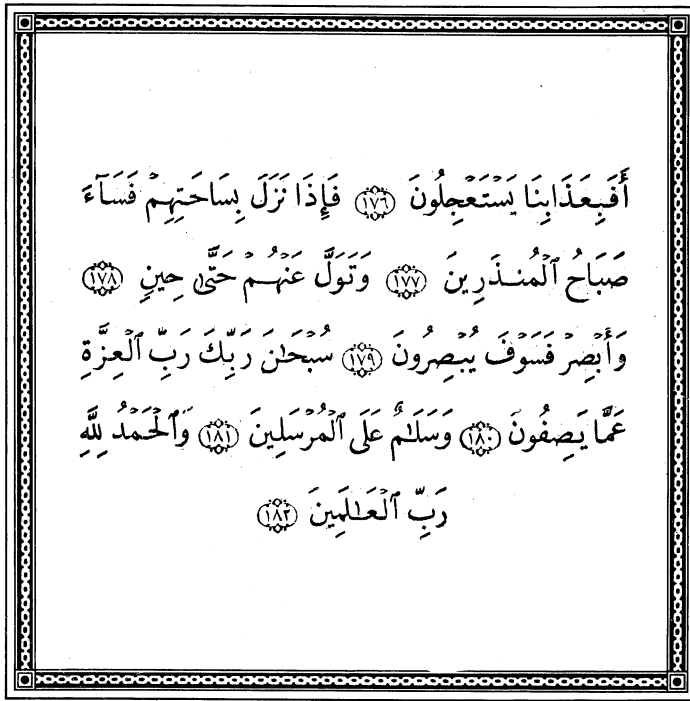 أَفَبِعَذَابِنَا يَسْتَعْجِلُونَ ﴿١٧٦﴾ فَإِذَا نَزَلَ بِسَاحَتِهِمْ فَسَآءَ
صَبَاحُ ٱلْمُنذَرِينَ ﴿١٧٧﴾ وَتَوَلَّ عَنْهُمْ حَتَّىٰ حِينٍ ﴿١٧٨﴾
وَأَبْصِرْ فَسَوْفَ يُبْصِرُونَ ﴿١٧٩﴾ سُبْحَٰنَ رَبِّكَ رَبِّ ٱلْعِزَّةِ
عَمَّا يَصِفُونَ ﴿١٨٠﴾ وَسَلَٰمٌ عَلَى ٱلْمُرْسَلِينَ ﴿١٨١﴾ وَٱلْحَمْدُ لِلَّهِ
رَبِّ ٱلْعَٰلَمِينَ ﴿١٨٢﴾